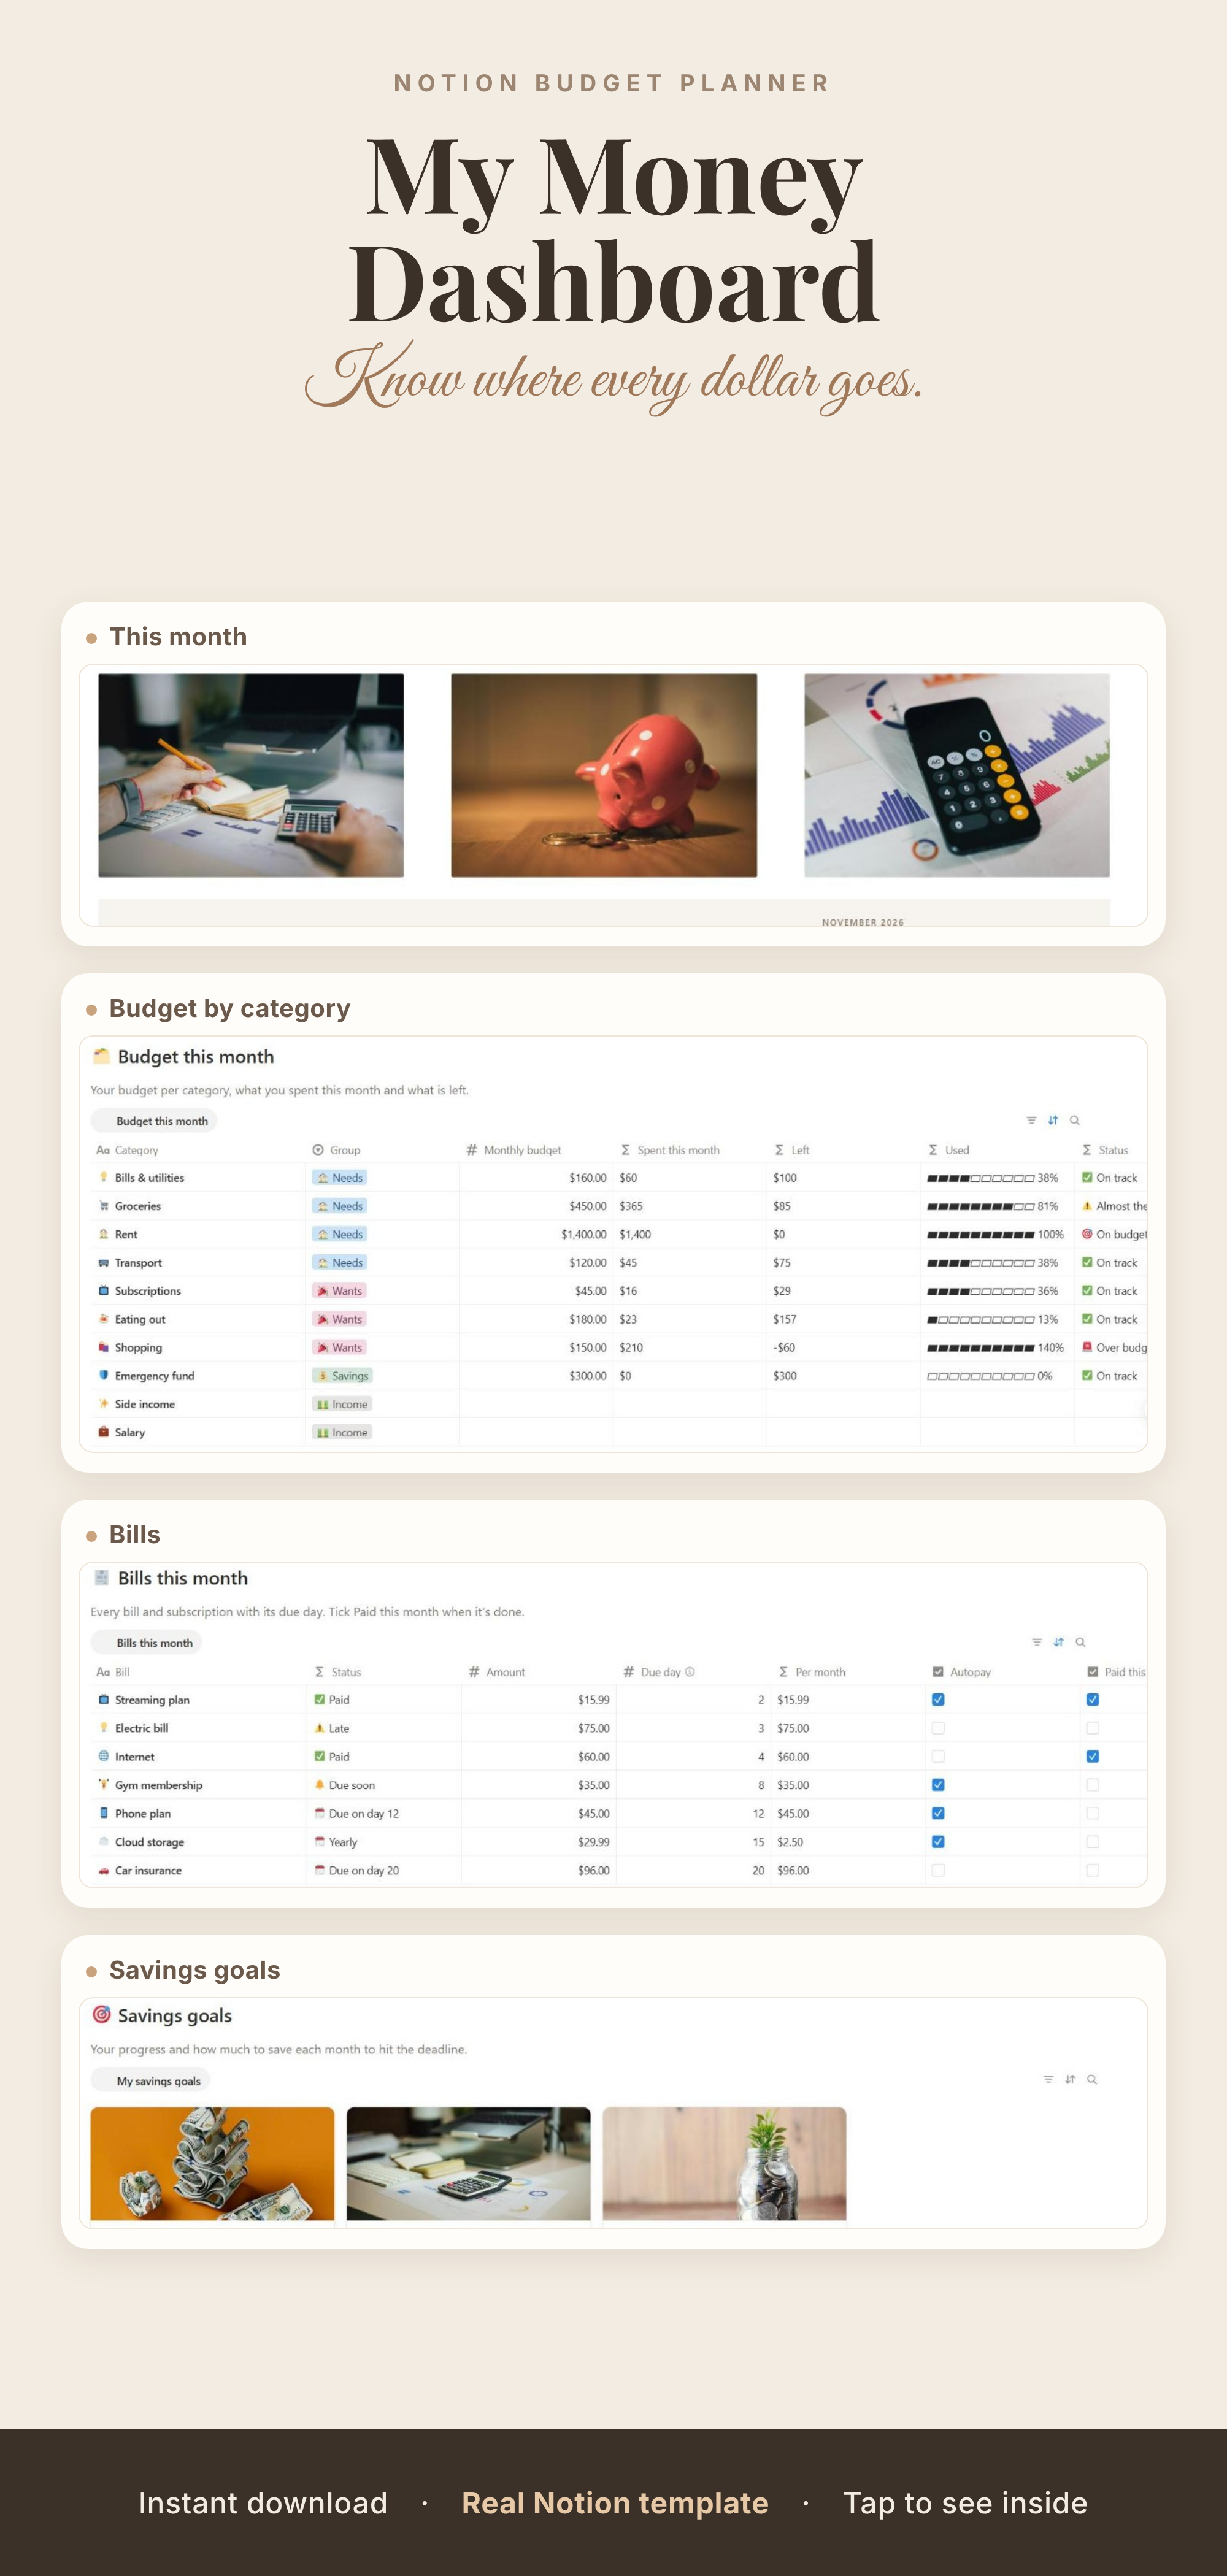 NOTION BUDGET PLANNER
My Money
Dashboard
Know where every dollar goes.
This month
NOVEMBER 2026
Budget by category
Budget this month
Your budget per category, what you spent this month and what is left.
Budget this month
Aa Category Group # Monthly budget Σ Spent this month Σ Left Σ Used Σ Status
Bills & utilities Needs $160.00 $60 $100 38% On track
Groceries Needs $450.00 $365 $85 81% Almost the
Rent Needs $1,400.00 $1,400 $0 100% On budget
Transport Needs $120.00 $45 $75 38% On track
Subscriptions Wants $45.00 $16 $29 36% On track
Eating out Wants $180.00 $23 $157 13% On track
Shopping Wants $150.00 $210 -$60 140% Over budg
Emergency fund Savings $300.00 $0 $300 0% On track
Side income Income
Salary Income
Bills
Bills this month
Every bill and subscription with its due day. Tick Paid this month when it's done.
Bills this month
Aa Bill Σ Status # Amount # Due day Σ Per month Autopay Paid this
Streaming plan Paid $15.99 2 $15.99
Electric bill Late $75.00 3 $75.00
Internet Paid $60.00 4 $60.00
Gym membership Due soon $35.00 8 $35.00
Phone plan Due on day 12 $45.00 12 $45.00
Cloud storage Yearly $29.99 15 $2.50
Car insurance Due on day 20 $96.00 20 $96.00
Savings goals
Savings goals
Your progress and how much to save each month to hit the deadline.
My savings goals
Instant download · Real Notion template · Tap to see inside